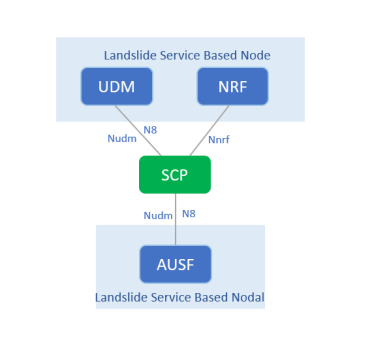 Landslide Service Based Node
UDM
NRF
N8
Nudm
Nnrf
SCP
Nudm
N8
AUSF
Landslide Service Based Nodal